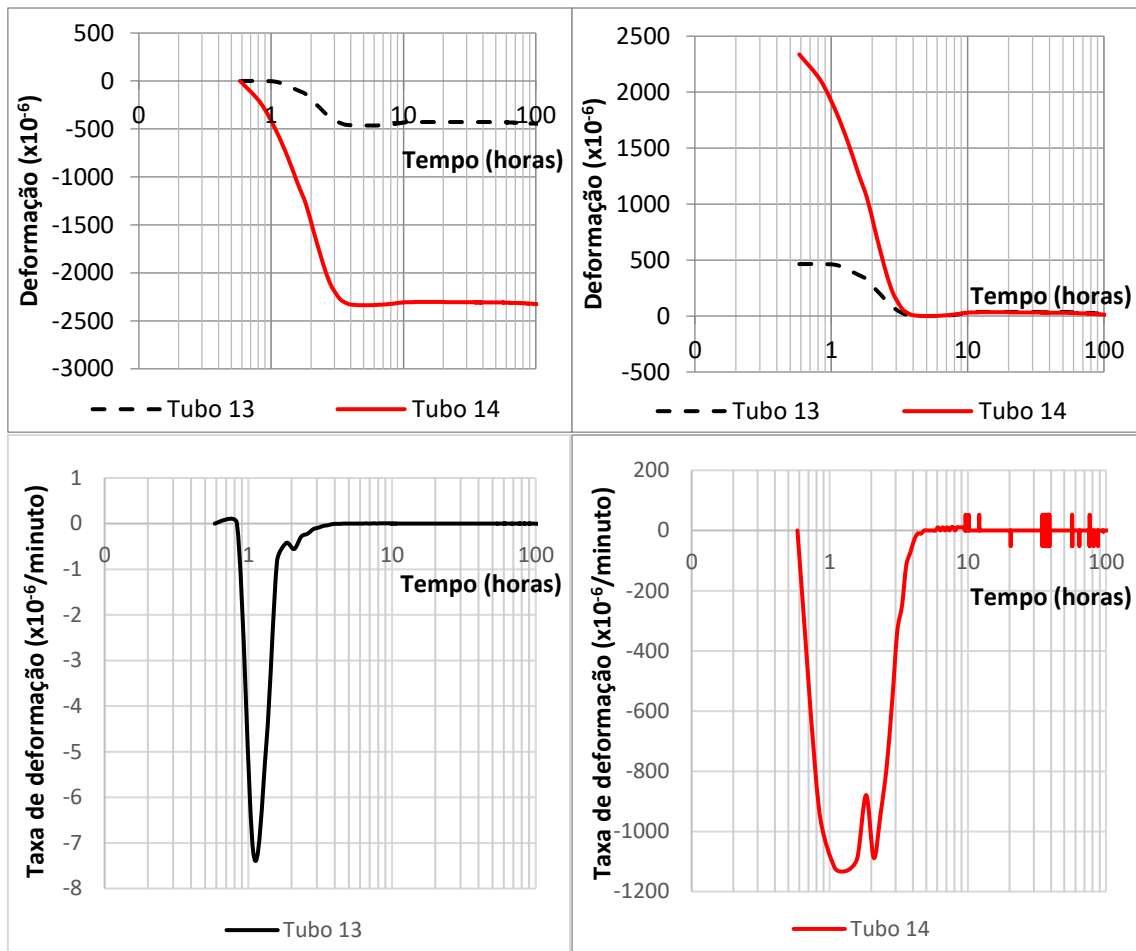 500
0
-500
-1000
-1500
-2000
-2500
-3000
0 1 10 100
Tempo (horas)
Deformação (x10⁻⁶)
Tubo 13 Tubo 14
2500
2000
1500
1000
500
0
-500
0 1 10 100
Tempo (horas)
Deformação (x10⁻⁶)
Tubo 13 Tubo 14
1
0
-1
-2
-3
-4
-5
-6
-7
-8
0 1 10 100
Tempo (horas)
Taxa de deformação (x10⁻⁶/minuto)
Tubo 13
200
0
-200
-400
-600
-800
-1000
-1200
0 1 10 100
Tempo (horas)
Taxa de deformação (x10⁻⁶/minuto)
Tubo 14